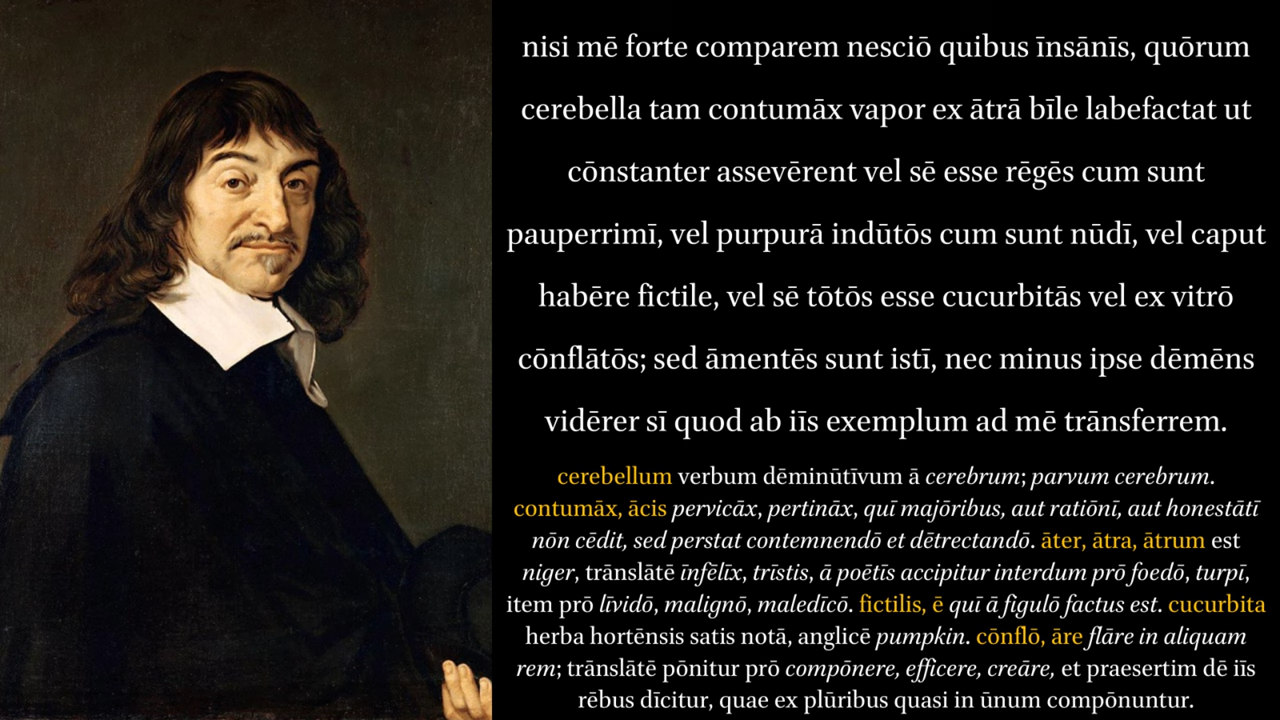 nisi mē forte comparem nesciō quibus īnsānīs, quōrum
cerebella tam contumāx vapor ex ātrā bīle labefactat ut
cōnstanter assevērent vel sē esse rēgēs cum sunt
pauperrimī, vel purpurā indūtōs cum sunt nūdī, vel caput
habēre fictile, vel sē tōtōs esse cucurbitās vel ex vitrō
cōnflātōs; sed āmentēs sunt istī, nec minus ipse dēmēns
vidērer sī quod ab iīs exemplum ad mē trānsferrem.
cerebellum verbum dēminūtīvum ā cerebrum; parvum cerebrum.
contumāx, ācis pervicāx, pertināx, quī majōribus, aut ratiōnī, aut honestātī
nōn cēdit, sed perstat contemnendō et dētrectandō. āter, ātra, ātrum est
niger, trānslātē īnfēlīx, trīstis, ā poētīs accipitur interdum prō foedō, turpī,
item prō līvidō, malignō, maledīcō. fictilis, ē quī ā figulō factus est. cucurbita
herba hortēnsis satis notā, anglicē pumpkin. cōnflō, āre flāre in aliquam
rem; trānslātē pōnitur prō compōnere, efficere, creāre, et praesertim dē iīs
rēbus dīcitur, quae ex plūribus quasi in ūnum compōnuntur.